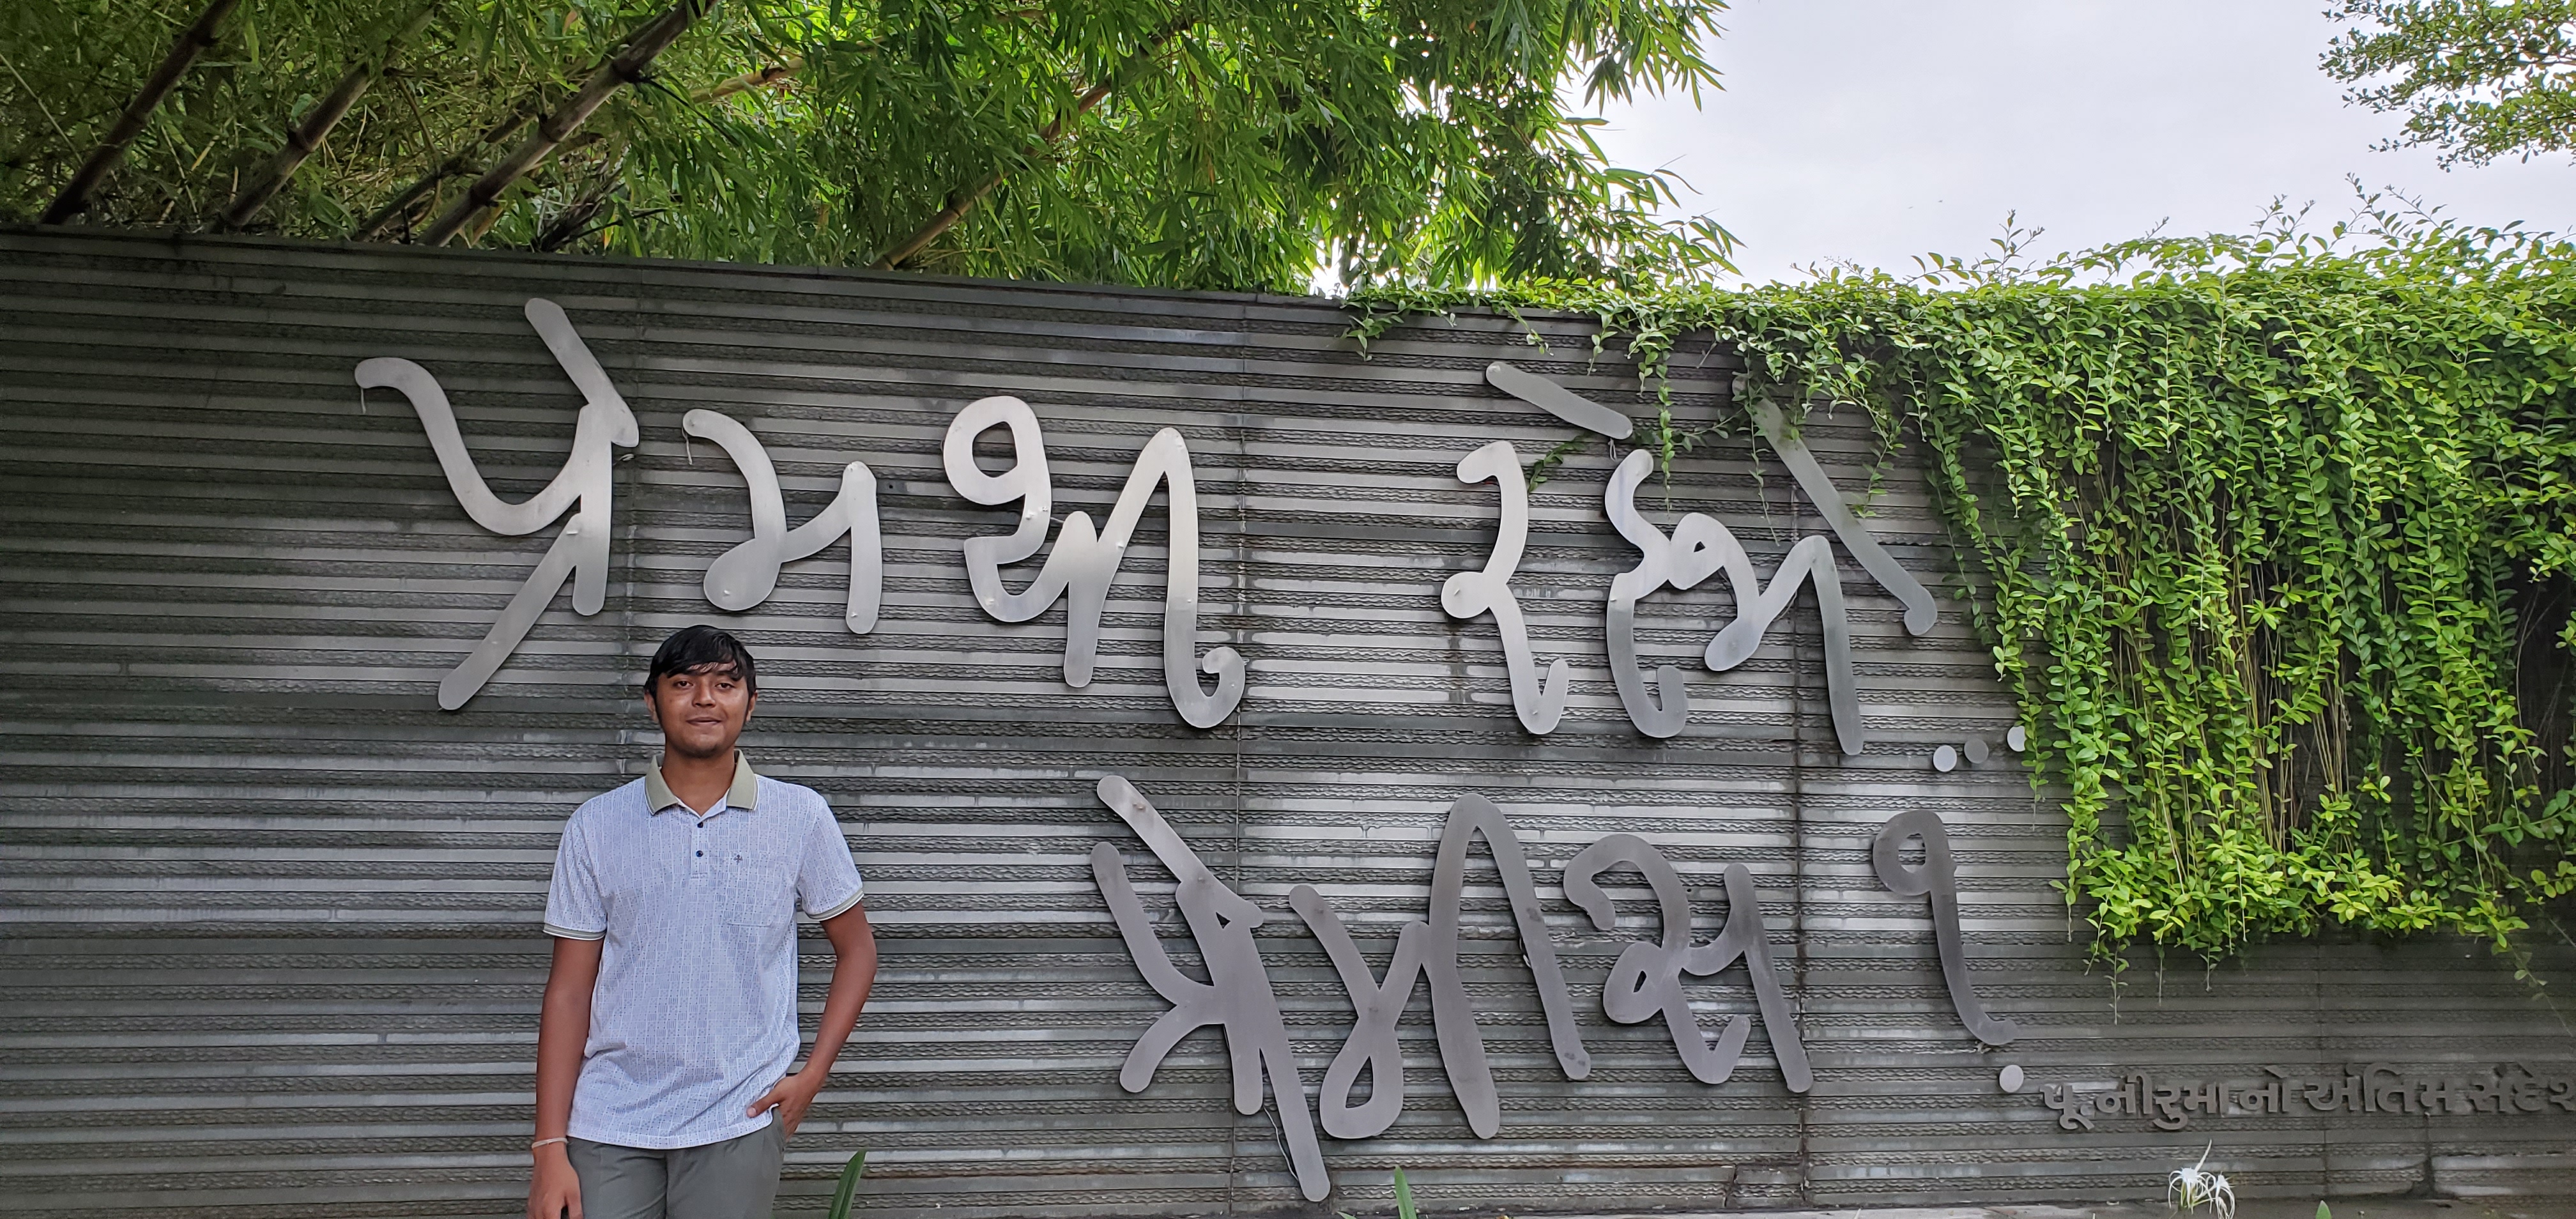 પ્રેમથી રહેજો...
પ્રોમીસ?
પૂ. નીરુમાનો અંતિમ સંદેશ